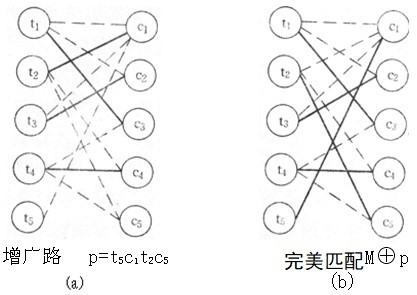 t₁ c₁
t₂ c₂
t₃ c₃
t₄ c₄
t₅ c₅
增广路 p=t₅c₁t₂c₅
(a)
t₁ c₁
t₂ c₂
t₃ c₃
t₄ c₄
t₅ c₅
完美匹配M⊕p
(b)